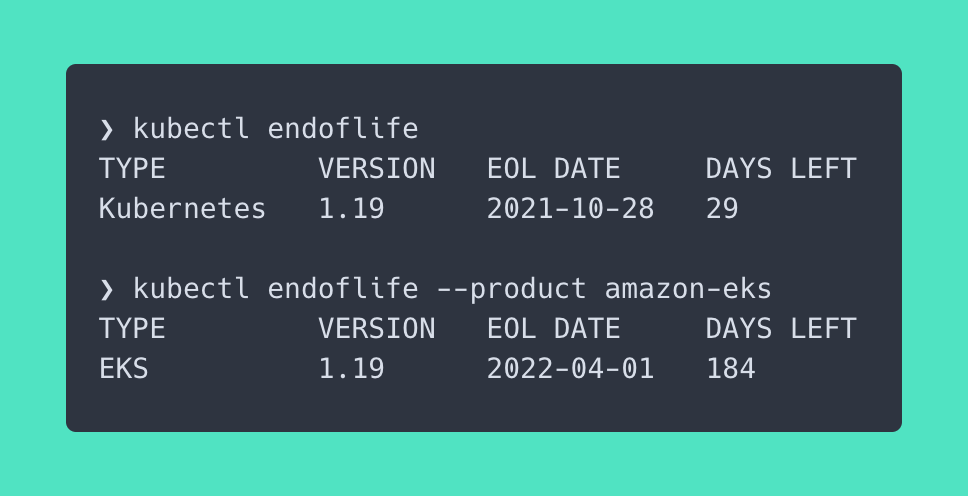 ❯ kubectl endoflife
TYPE         VERSION   EOL DATE     DAYS LEFT
Kubernetes   1.19      2021-10-28   29

❯ kubectl endoflife --product amazon-eks
TYPE         VERSION   EOL DATE     DAYS LEFT
EKS          1.19      2022-04-01   184